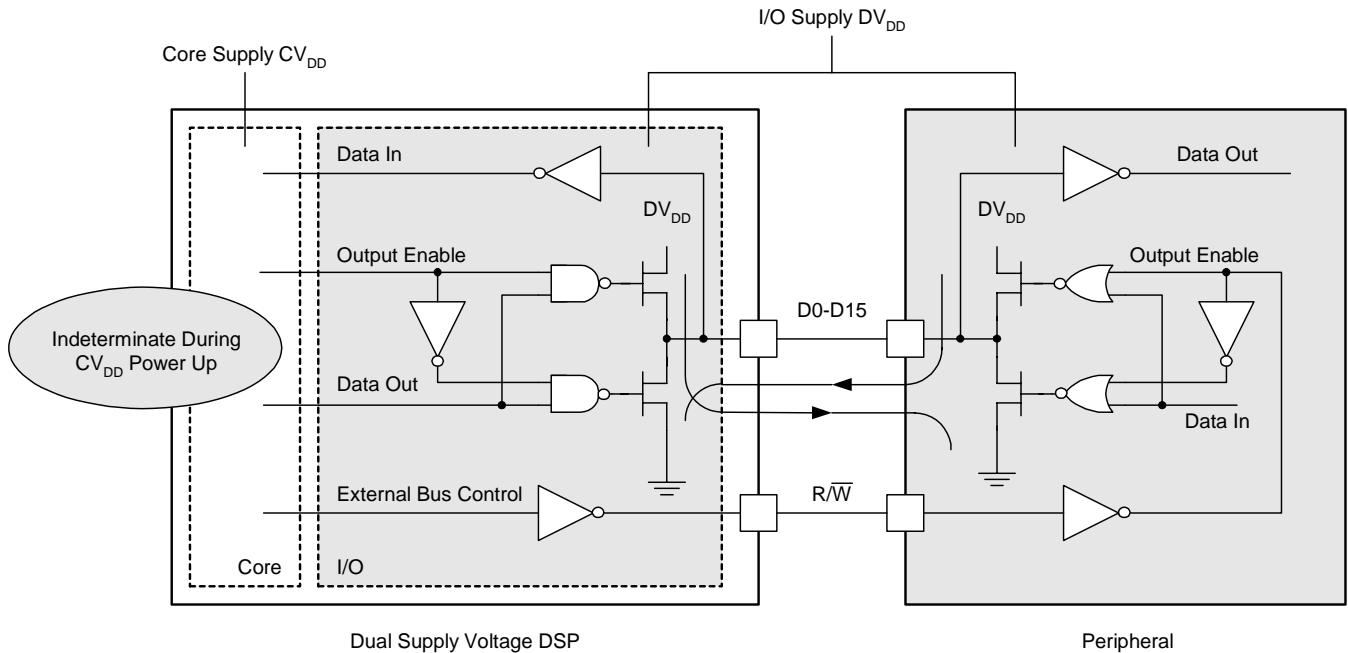 I/O Supply DV_DD
Core Supply CV_DD
Data In
Data Out
DV_DD
DV_DD
Output Enable
Output Enable
D0-D15
Indeterminate During
CV_DD Power Up
Data Out
Data In
External Bus Control
R/W̅
Core
I/O
Dual Supply Voltage DSP
Peripheral